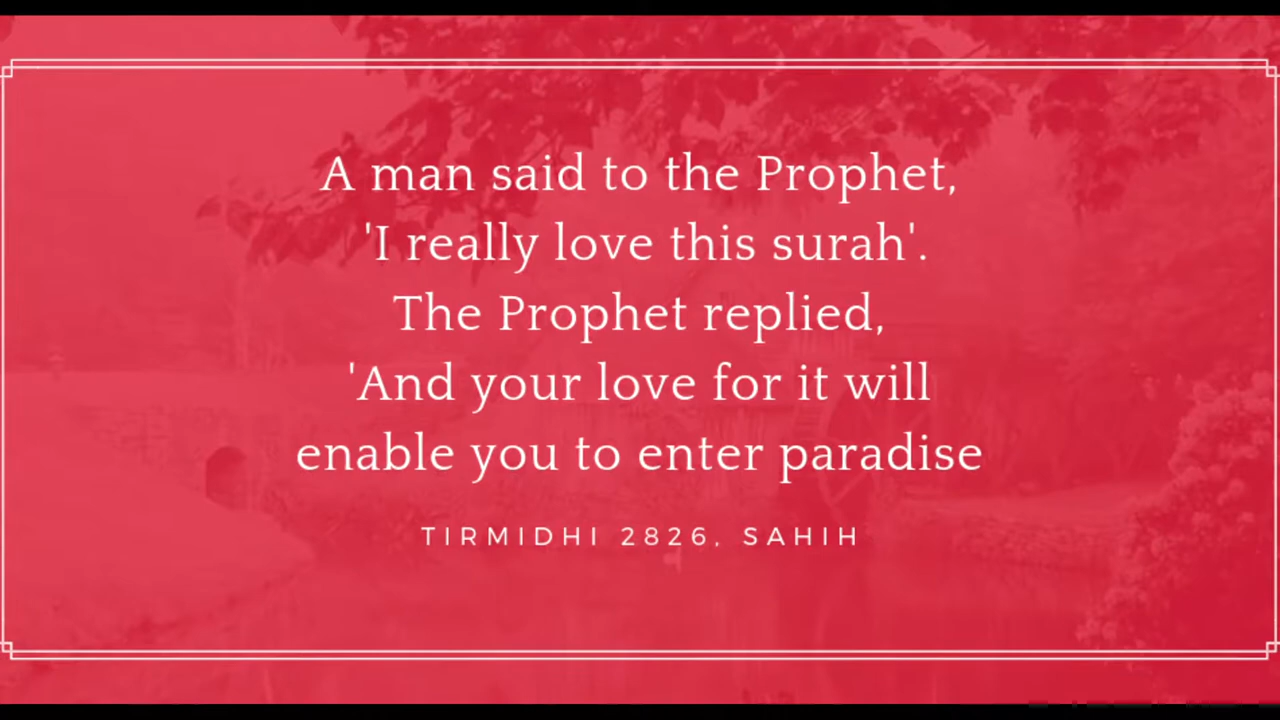 A man said to the Prophet,
'I really love this surah'.
The Prophet replied,
'And your love for it will
enable you to enter paradise
TIRMIDHI 2826, SAHIH